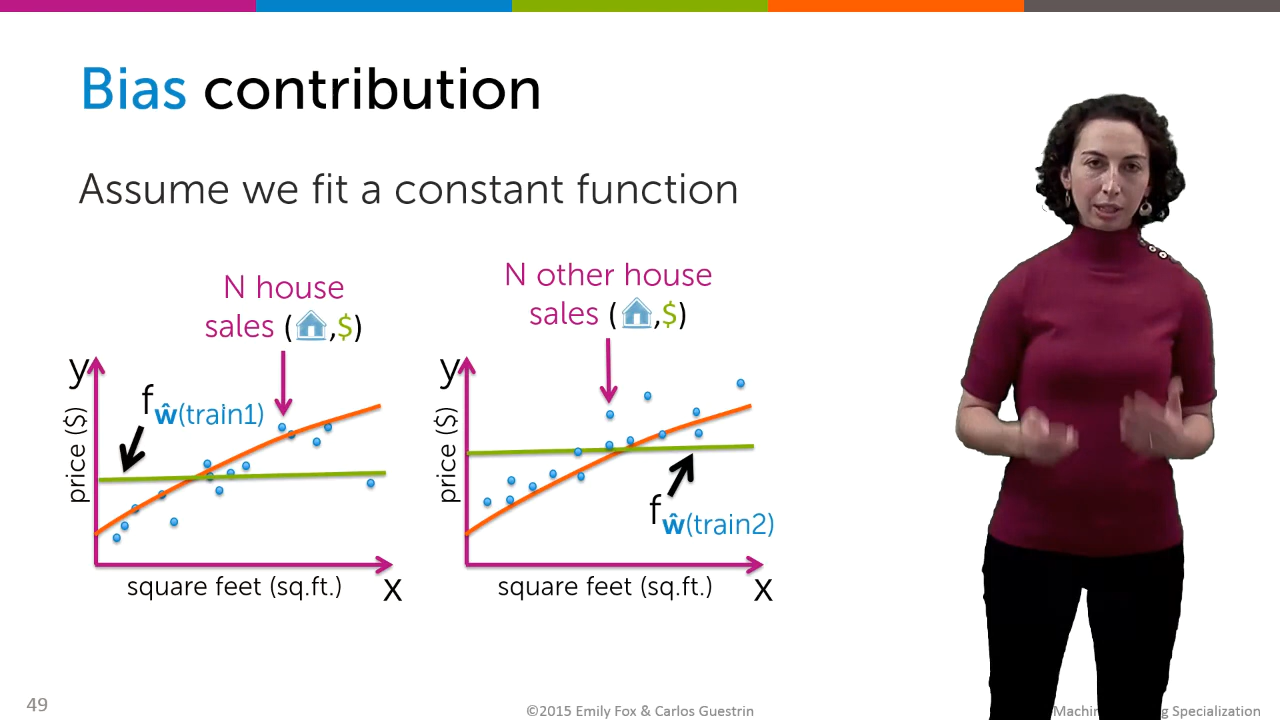 Bias contribution
Assume we fit a constant function
N house
sales ( ,$)
y
price ($)
f ŵ(train1)
square feet (sq.ft.)
x
N other house
sales ( ,$)
y
price ($)
f ŵ(train2)
square feet (sq.ft.)
x
49
©2015 Emily Fox & Carlos Guestrin
Specialization